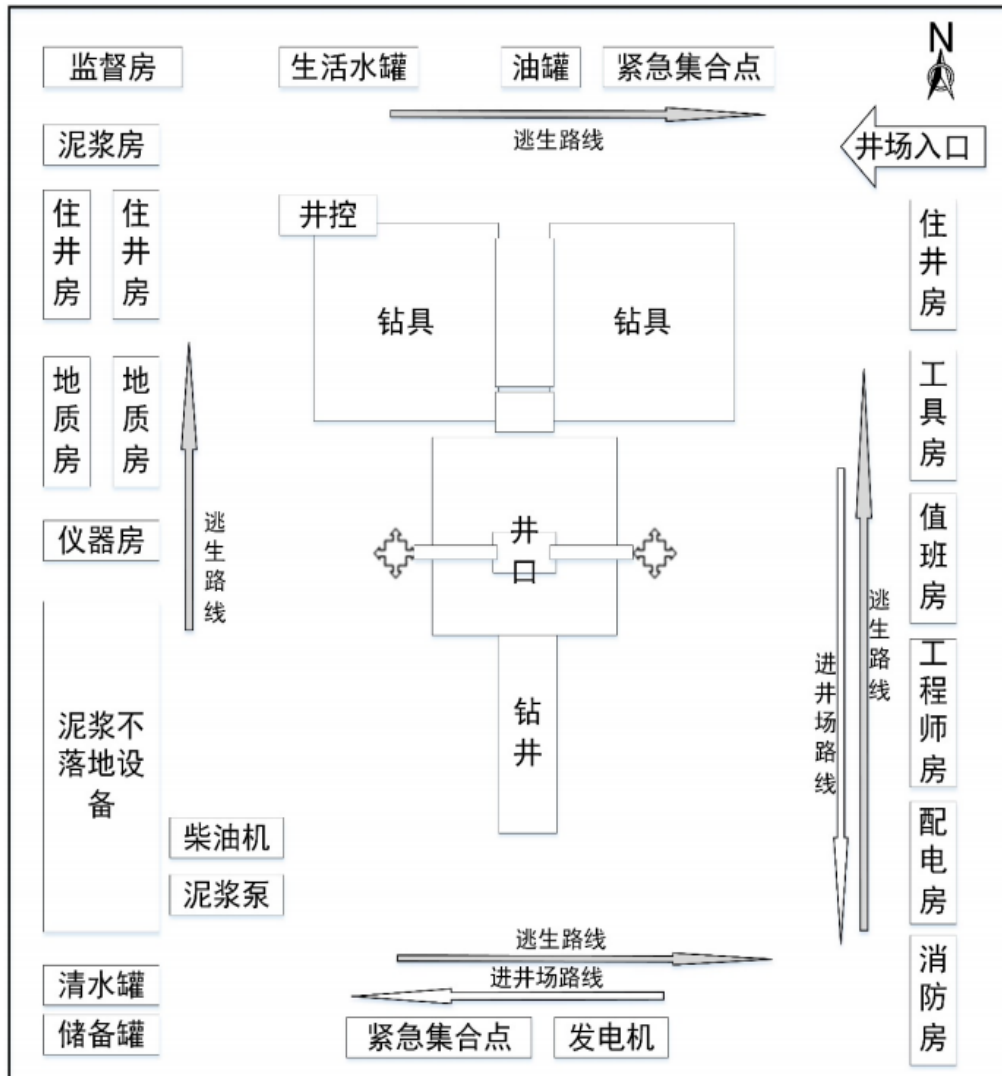 监督房
生活水罐
油罐
紧急集合点
N
逃生路线
井场入口
泥浆房
住井房
住井房
井控
钻具
钻具
住井房
地质房
地质房
逃生路线
工具房
仪器房
井口
值班房
逃生路线
进井场路线
工程师房
泥浆不
落地设
备
钻井
柴油机
泥浆泵
配电房
逃生路线
进井场路线
消防房
清水罐
储备罐
紧急集合点
发电机